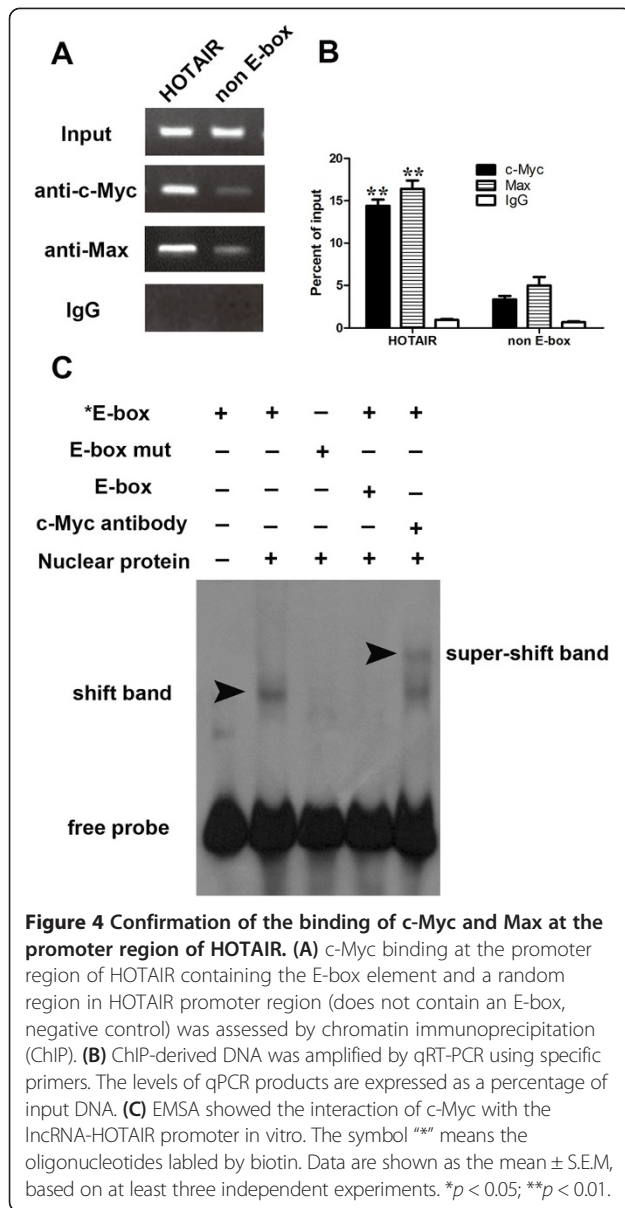 A
HOTAIR
non E-box
Input
anti-c-Myc
anti-Max
IgG
B
c-Myc
Max
IgG
Percent of input
20
15
10
5
0
**
**
HOTAIR
non E-box
C
*E-box + + – + +
E-box mut – – + – –
E-box – – – + –
c-Myc antibody – – – – +
Nuclear protein – + + + +
super-shift band
shift band
free probe
Figure 4 Confirmation of the binding of c-Myc and Max at the
promoter region of HOTAIR. (A) c-Myc binding at the promoter
region of HOTAIR containing the E-box element and a random
region in HOTAIR promoter region (does not contain an E-box,
negative control) was assessed by chromatin immunoprecipitation
(ChIP). (B) ChIP-derived DNA was amplified by qRT-PCR using specific
primers. The levels of qPCR products are expressed as a percentage of
input DNA. (C) EMSA showed the interaction of c-Myc with the
lncRNA-HOTAIR promoter in vitro. The symbol “*” means the
oligonucleotides labled by biotin. Data are shown as the mean ± S.E.M,
based on at least three independent experiments. *p < 0.05; **p < 0.01.